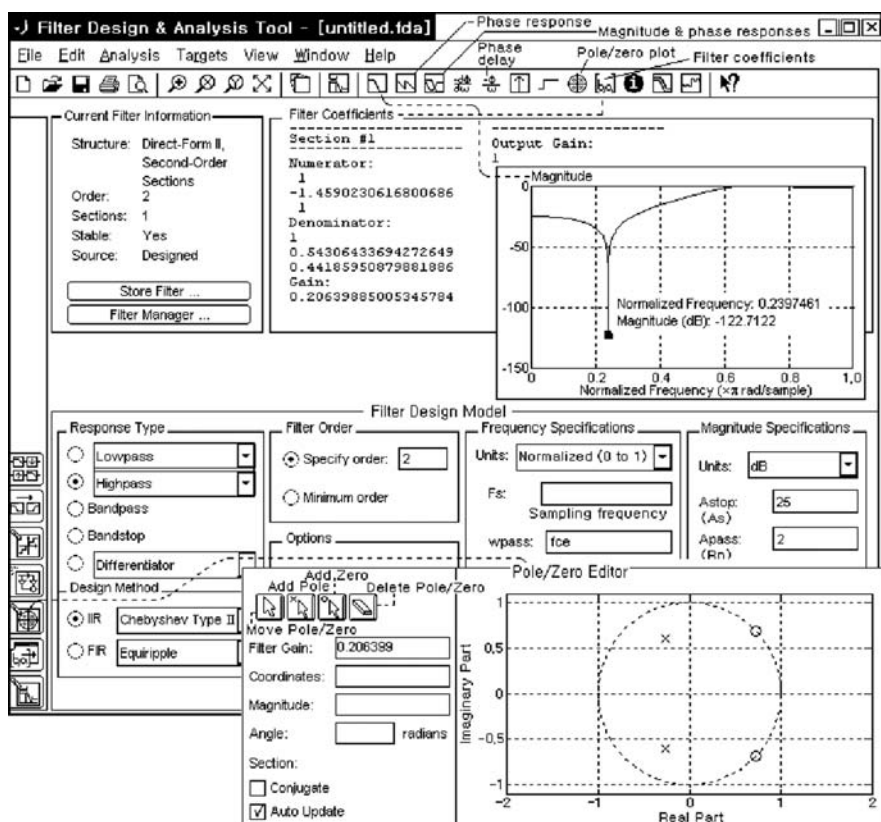 Filter Design & Analysis Tool - [untitled.fda]
Phase response
Magnitude & phase responses
File Edit Analysis Targets View Window Help
Phase delay
Pole/zero plot
Filter coefficients
Current Filter Information
Structure: Direct-Form II,
Second-Order
Sections
Order: 2
Sections: 1
Stable: Yes
Source: Designed
Store Filter ...
Filter Manager ...
Filter Coefficients
Section #1
Numerator:
1
-1.4590230616800686
1
Denominator:
1
0.54306433694272649
0.44185950879881886
Gain:
0.20639885005345784
Output Gain:
1
Magnitude
0
-50
-100
-150
Normalized Frequency: 0.2397461
Magnitude (dB): -122.7122
0 0.2 0.4 0.6 0.8 1,0
Normalized Frequency (×π rad/sample)
Filter Design Model
Response Type
Lowpass
Highpass
Bandpass
Bandstop
Differentiator
Design Method
IIR Chebyshev Type II
FIR Equiripple
Filter Order
Specify order: 2
Minimum order
Options
Frequency Specifications
Units: Normalized (0 to 1)
Fs:
Sampling frequency
wpass: fce
Magnitude Specifications
Units: dB
Astop: 25
(As)
Apass: 2
(Rp)
Add Zero
Add Pole
Delete Pole/Zero
Move Pole/Zero
Filter Gain: 0.206399
Coordinates:
Magnitude:
Angle: radians
Section:
Conjugate
Auto Update
Pole/Zero Editor
Imaginary Part
1
0,5
0
-0,5
-1
-2 -1 0 1 2
Real Part